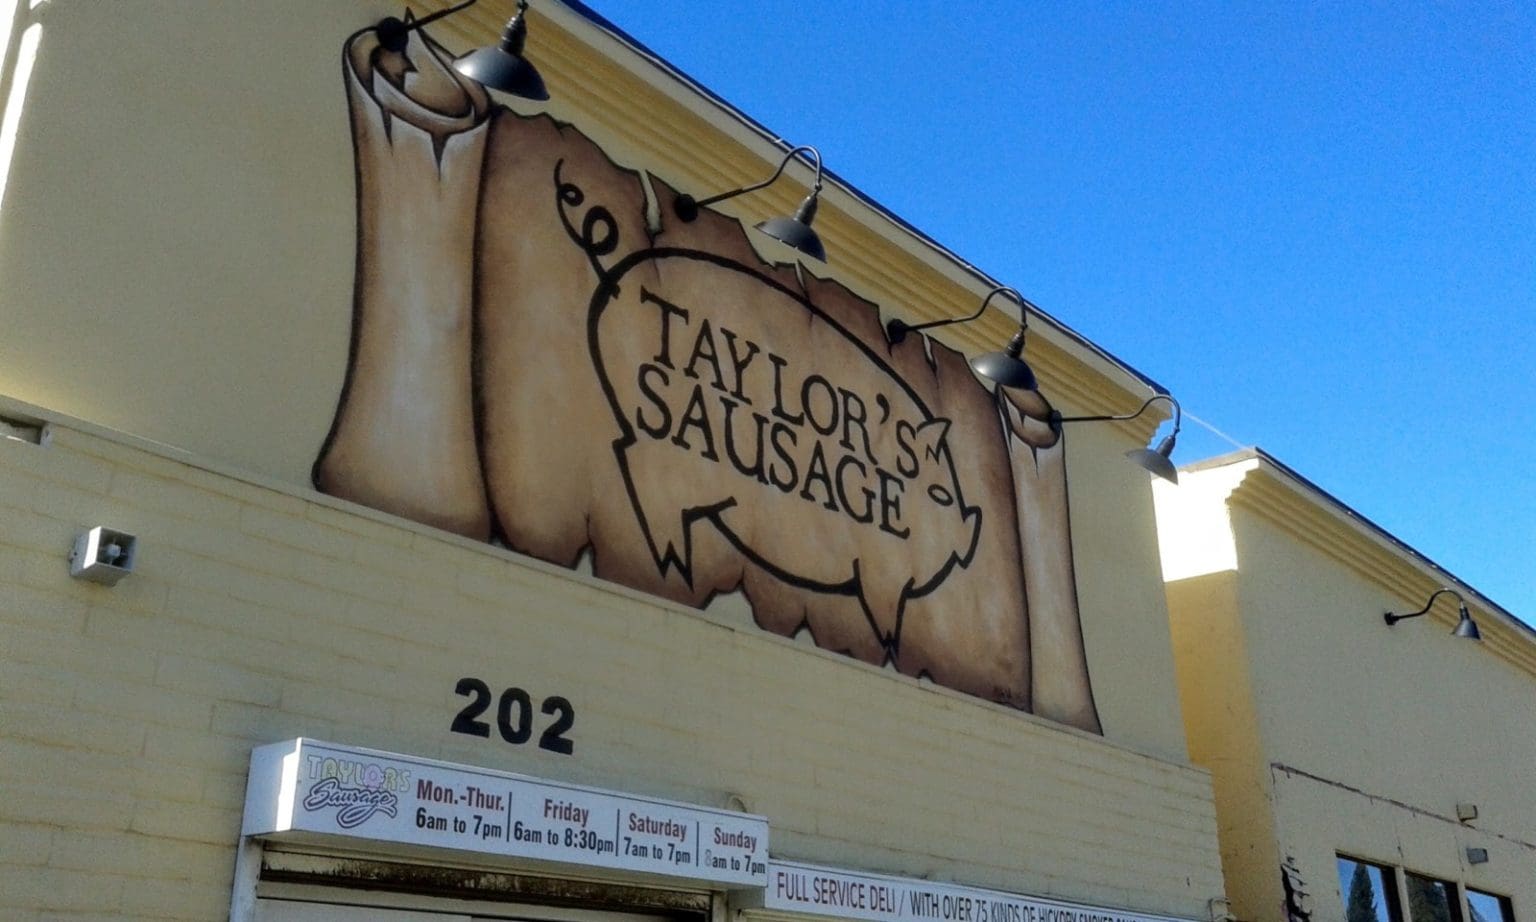 TAYLOR'S
SAUSAGE
202
TAYLOR'S
Sausage
Mon.-Thur.
6am to 7pm
Friday
6am to 8:30pm
Saturday
7am to 7pm
Sunday
8am to 7pm
FULL SERVICE DELI / WITH OVER 75 KINDS OF HICKORY SMOKED